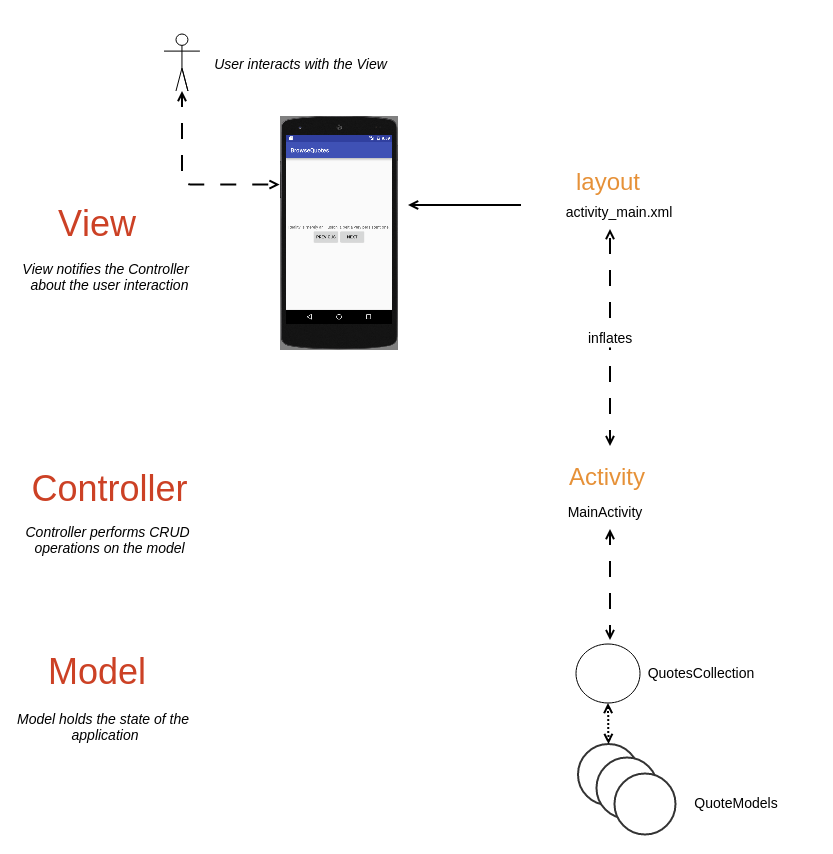 User interacts with the View
BrowseQuotes
PREVIOUS NEXT
layout
activity_main.xml
View
View notifies the Controller
about the user interaction
inflates
Controller
Controller performs CRUD
operations on the model
Activity
MainActivity
Model
Model holds the state of the
application
QuotesCollection
QuoteModels